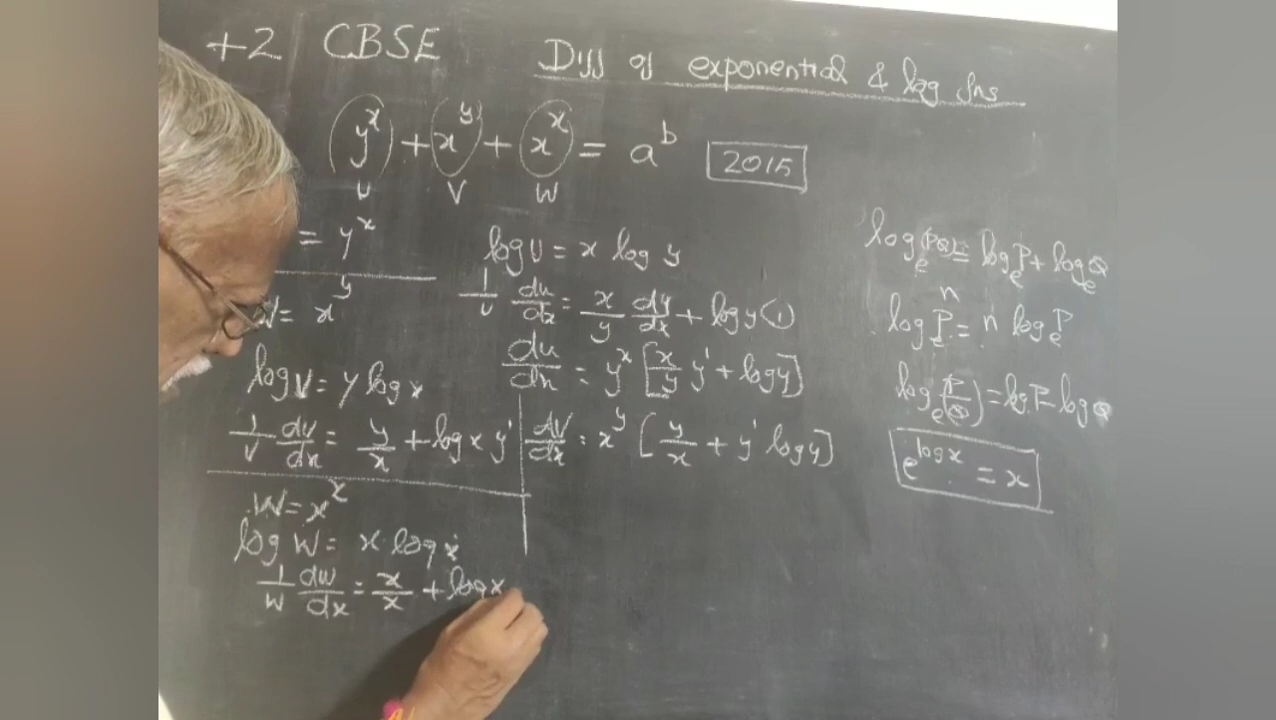 +2 CBSE
Diff of exponential & log fns
(y^x) + (x^y) + (x^x) = a^b 2015
U V W
= y^x
log U = x log y
1/u du/dx = x/y dy/dx + log y (1)
du/dx = y^x [x/y y' + log y]
V = x^y
log V = y log x
1/V dv/dx = y/x + log x y'
dV/dx = x^y [y/x + y' log y]
W = x^x
log W = x log x
1/W dw/dx = x/x + log x
log_e(PQ) = log_e P + log_e Q
log_e P^n = n log_e P
log_e(P/Q) = log P - log Q
e^log x = x